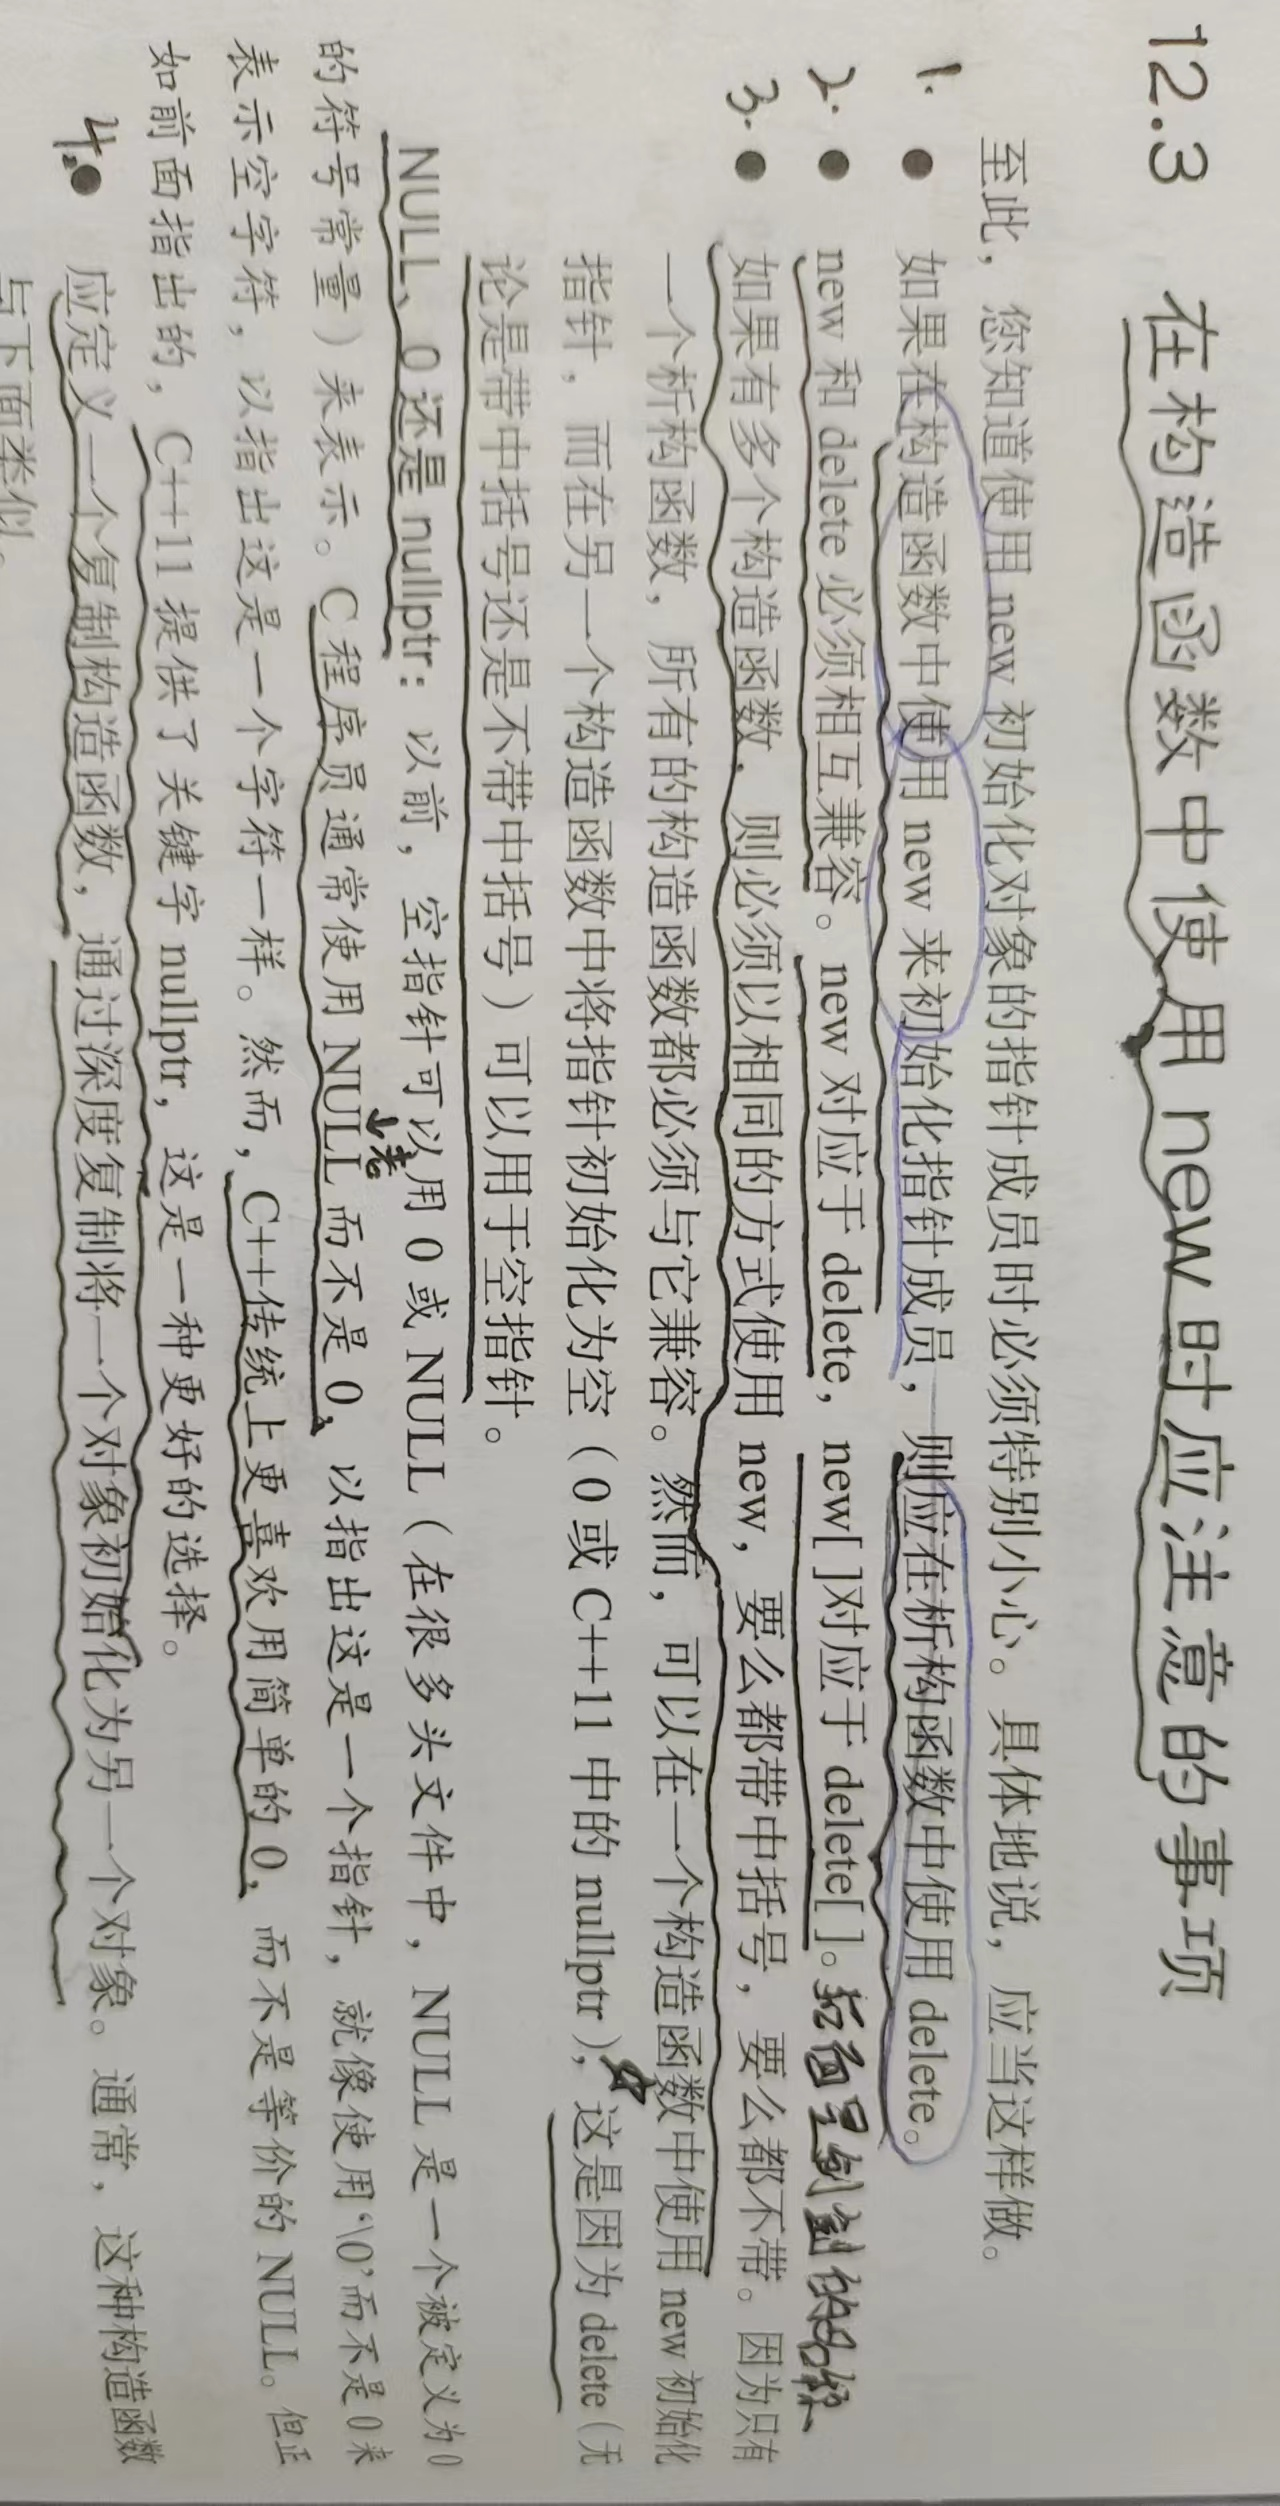 12.3 在构造函数中使用 new 时应注意的事项
至此，您知道使用 new 初始化对象的指针成员时必须特别小心。具体地说，应当这样做。
1. ● 如果在构造函数中使用 new 来初始化指针成员，则应在析构函数中使用 delete。
2. ● new 和 delete 必须相互兼容。new 对应于 delete，new[ ]对应于 delete[ ]。
3. ● 如果有多个构造函数，则必须以相同的方式使用 new，要么都带中括号，要么都不带。因为只有
一个析构函数，所有的构造函数都必须与它兼容。然而，可以在一个构造函数中使用 new 初始化
指针，而在另一个构造函数中将指针初始化为空（0 或 C++11 中的 nullptr），这是因为 delete（无
论是带中括号还是不带中括号）可以用于空指针。
NULL、0 还是 nullptr：以前，空指针可以用 0 或 NULL（在很多头文件中，NULL 是一个被定义为 0
的符号常量）来表示。C 程序员通常使用 NULL 而不是 0，以指出这是一个指针，就像使用‘\0’而不是 0 来
表示空字符，以指出这是一个字符一样。然而，C++传统上更喜欢用简单的 0，而不是等价的 NULL。但正
如前面指出的，C++11 提供了关键字 nullptr，这是一种更好的选择。
4. ● 应定义一个复制构造函数，通过深度复制将一个对象初始化为另一个对象。通常，这种构造函数
与下面类似。